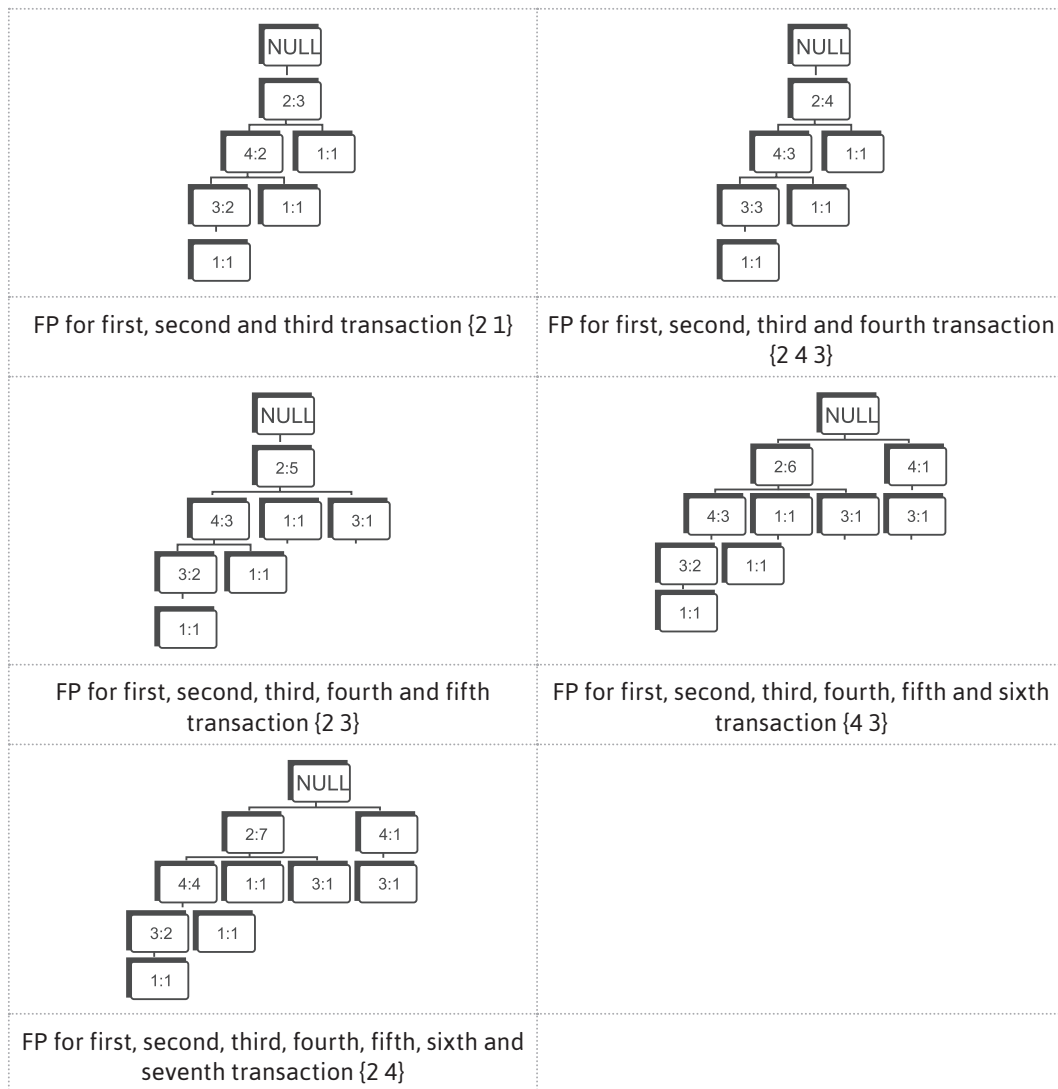 NULL
NULL
2:3
2:4
4:2 1:1
4:3 1:1
3:2 1:1
3:3 1:1
1:1
1:1
FP for first, second and third transaction {2 1}
FP for first, second, third and fourth transaction
{2 4 3}
NULL
NULL
2:5
2:6 4:1
4:3 1:1 3:1
4:3 1:1 3:1 3:1
3:2 1:1
3:2 1:1
1:1
1:1
FP for first, second, third, fourth and fifth
transaction {2 3}
FP for first, second, third, fourth, fifth and sixth
transaction {4 3}
NULL
2:7 4:1
4:4 1:1 3:1 3:1
3:2 1:1
1:1
FP for first, second, third, fourth, fifth, sixth and
seventh transaction {2 4}